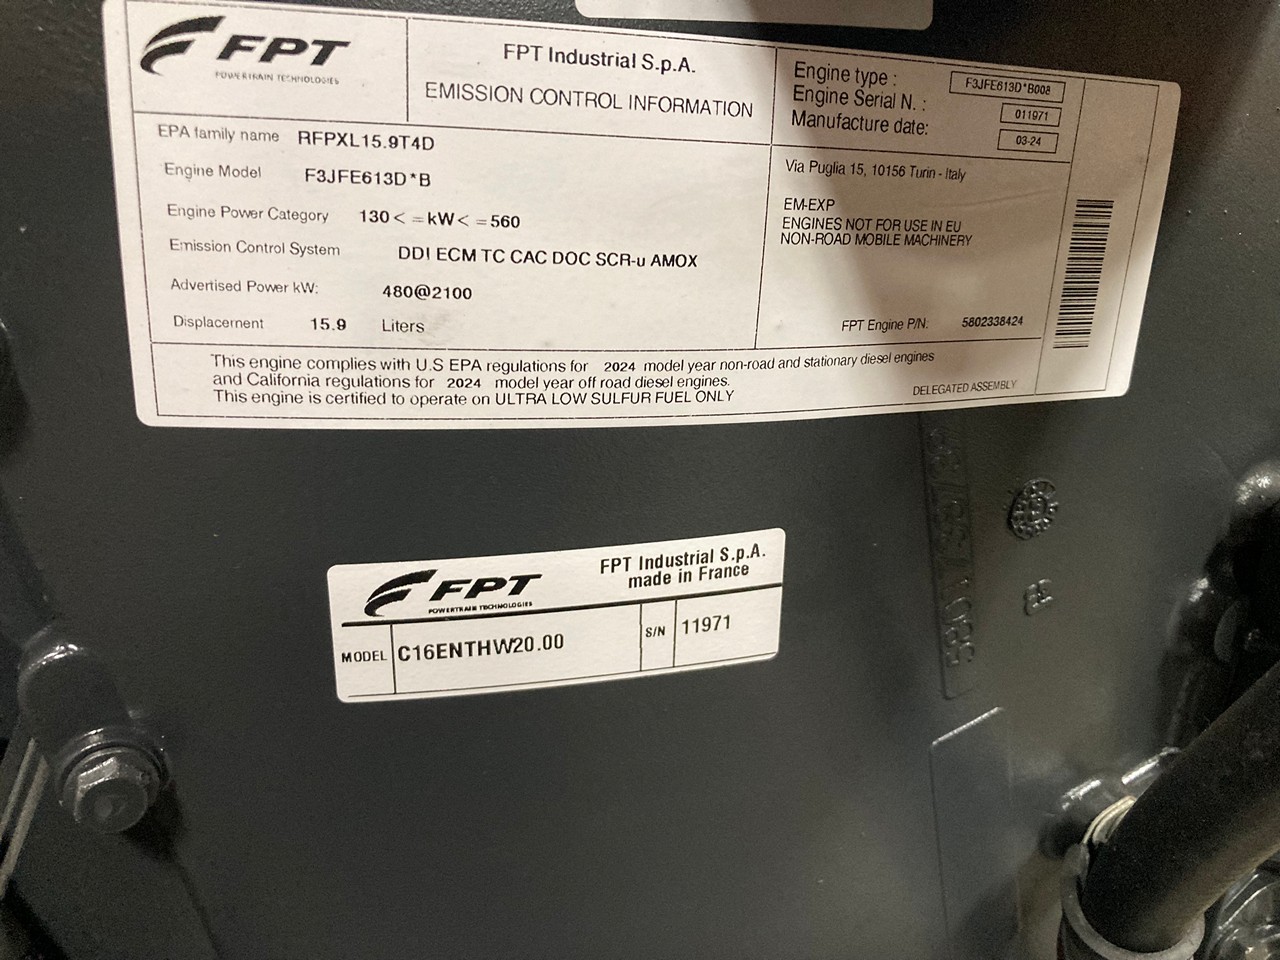 FPT
POWERTRAIN TECHNOLOGIES
FPT Industrial S.p.A.
EMISSION CONTROL INFORMATION
Engine type : F3JFE613D*B008
Engine Serial N. : 011971
Manufacture date: 03-24
EPA family name RFPXL15.9T4D
Engine Model F3JFE613D*B
Engine Power Category 130 < =kW< =560
Emission Control System DDI ECM TC CAC DOC SCR-u AMOX
Advertised Power kW: 480@2100
Displacement 15.9 Liters
Via Puglia 15, 10156 Turin - Italy
EM-EXP
ENGINES NOT FOR USE IN EU
NON-ROAD MOBILE MACHINERY
FPT Engine P/N: 5802338424
This engine complies with U.S EPA regulations for 2024 model year non-road and stationary diesel engines
and California regulations for 2024 model year off road diesel engines.
This engine is certified to operate on ULTRA LOW SULFUR FUEL ONLY
DELEGATED ASSEMBLY
FPT
POWERTRAIN TECHNOLOGIES
FPT Industrial S.p.A.
made in France
MODEL C16ENTHW20.00
S/N 11971